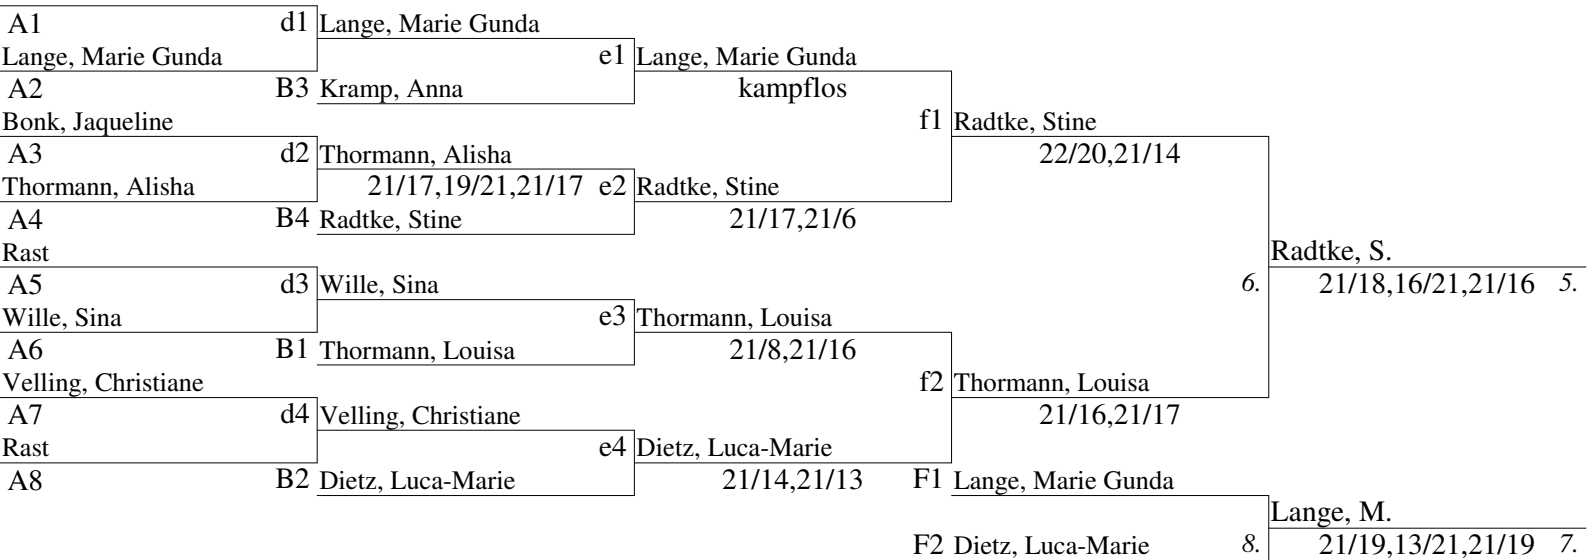 A1 d1 Lange, Marie Gunda
Lange, Marie Gunda e1 Lange, Marie Gunda
A2 B3 Kramp, Anna kampflos
Bonk, Jaqueline f1 Radtke, Stine
A3 d2 Thormann, Alisha 22/20,21/14
Thormann, Alisha 21/17,19/21,21/17 e2 Radtke, Stine
A4 B4 Radtke, Stine 21/17,21/6
Rast Radtke, S.
A5 d3 Wille, Sina 6. 21/18,16/21,21/16 5.
Wille, Sina e3 Thormann, Louisa
A6 B1 Thormann, Louisa 21/8,21/16
Velling, Christiane f2 Thormann, Louisa
A7 d4 Velling, Christiane 21/16,21/17
Rast e4 Dietz, Luca-Marie
A8 B2 Dietz, Luca-Marie 21/14,21/13 F1 Lange, Marie Gunda
Lange, M.
F2 Dietz, Luca-Marie 8. 21/19,13/21,21/19 7.